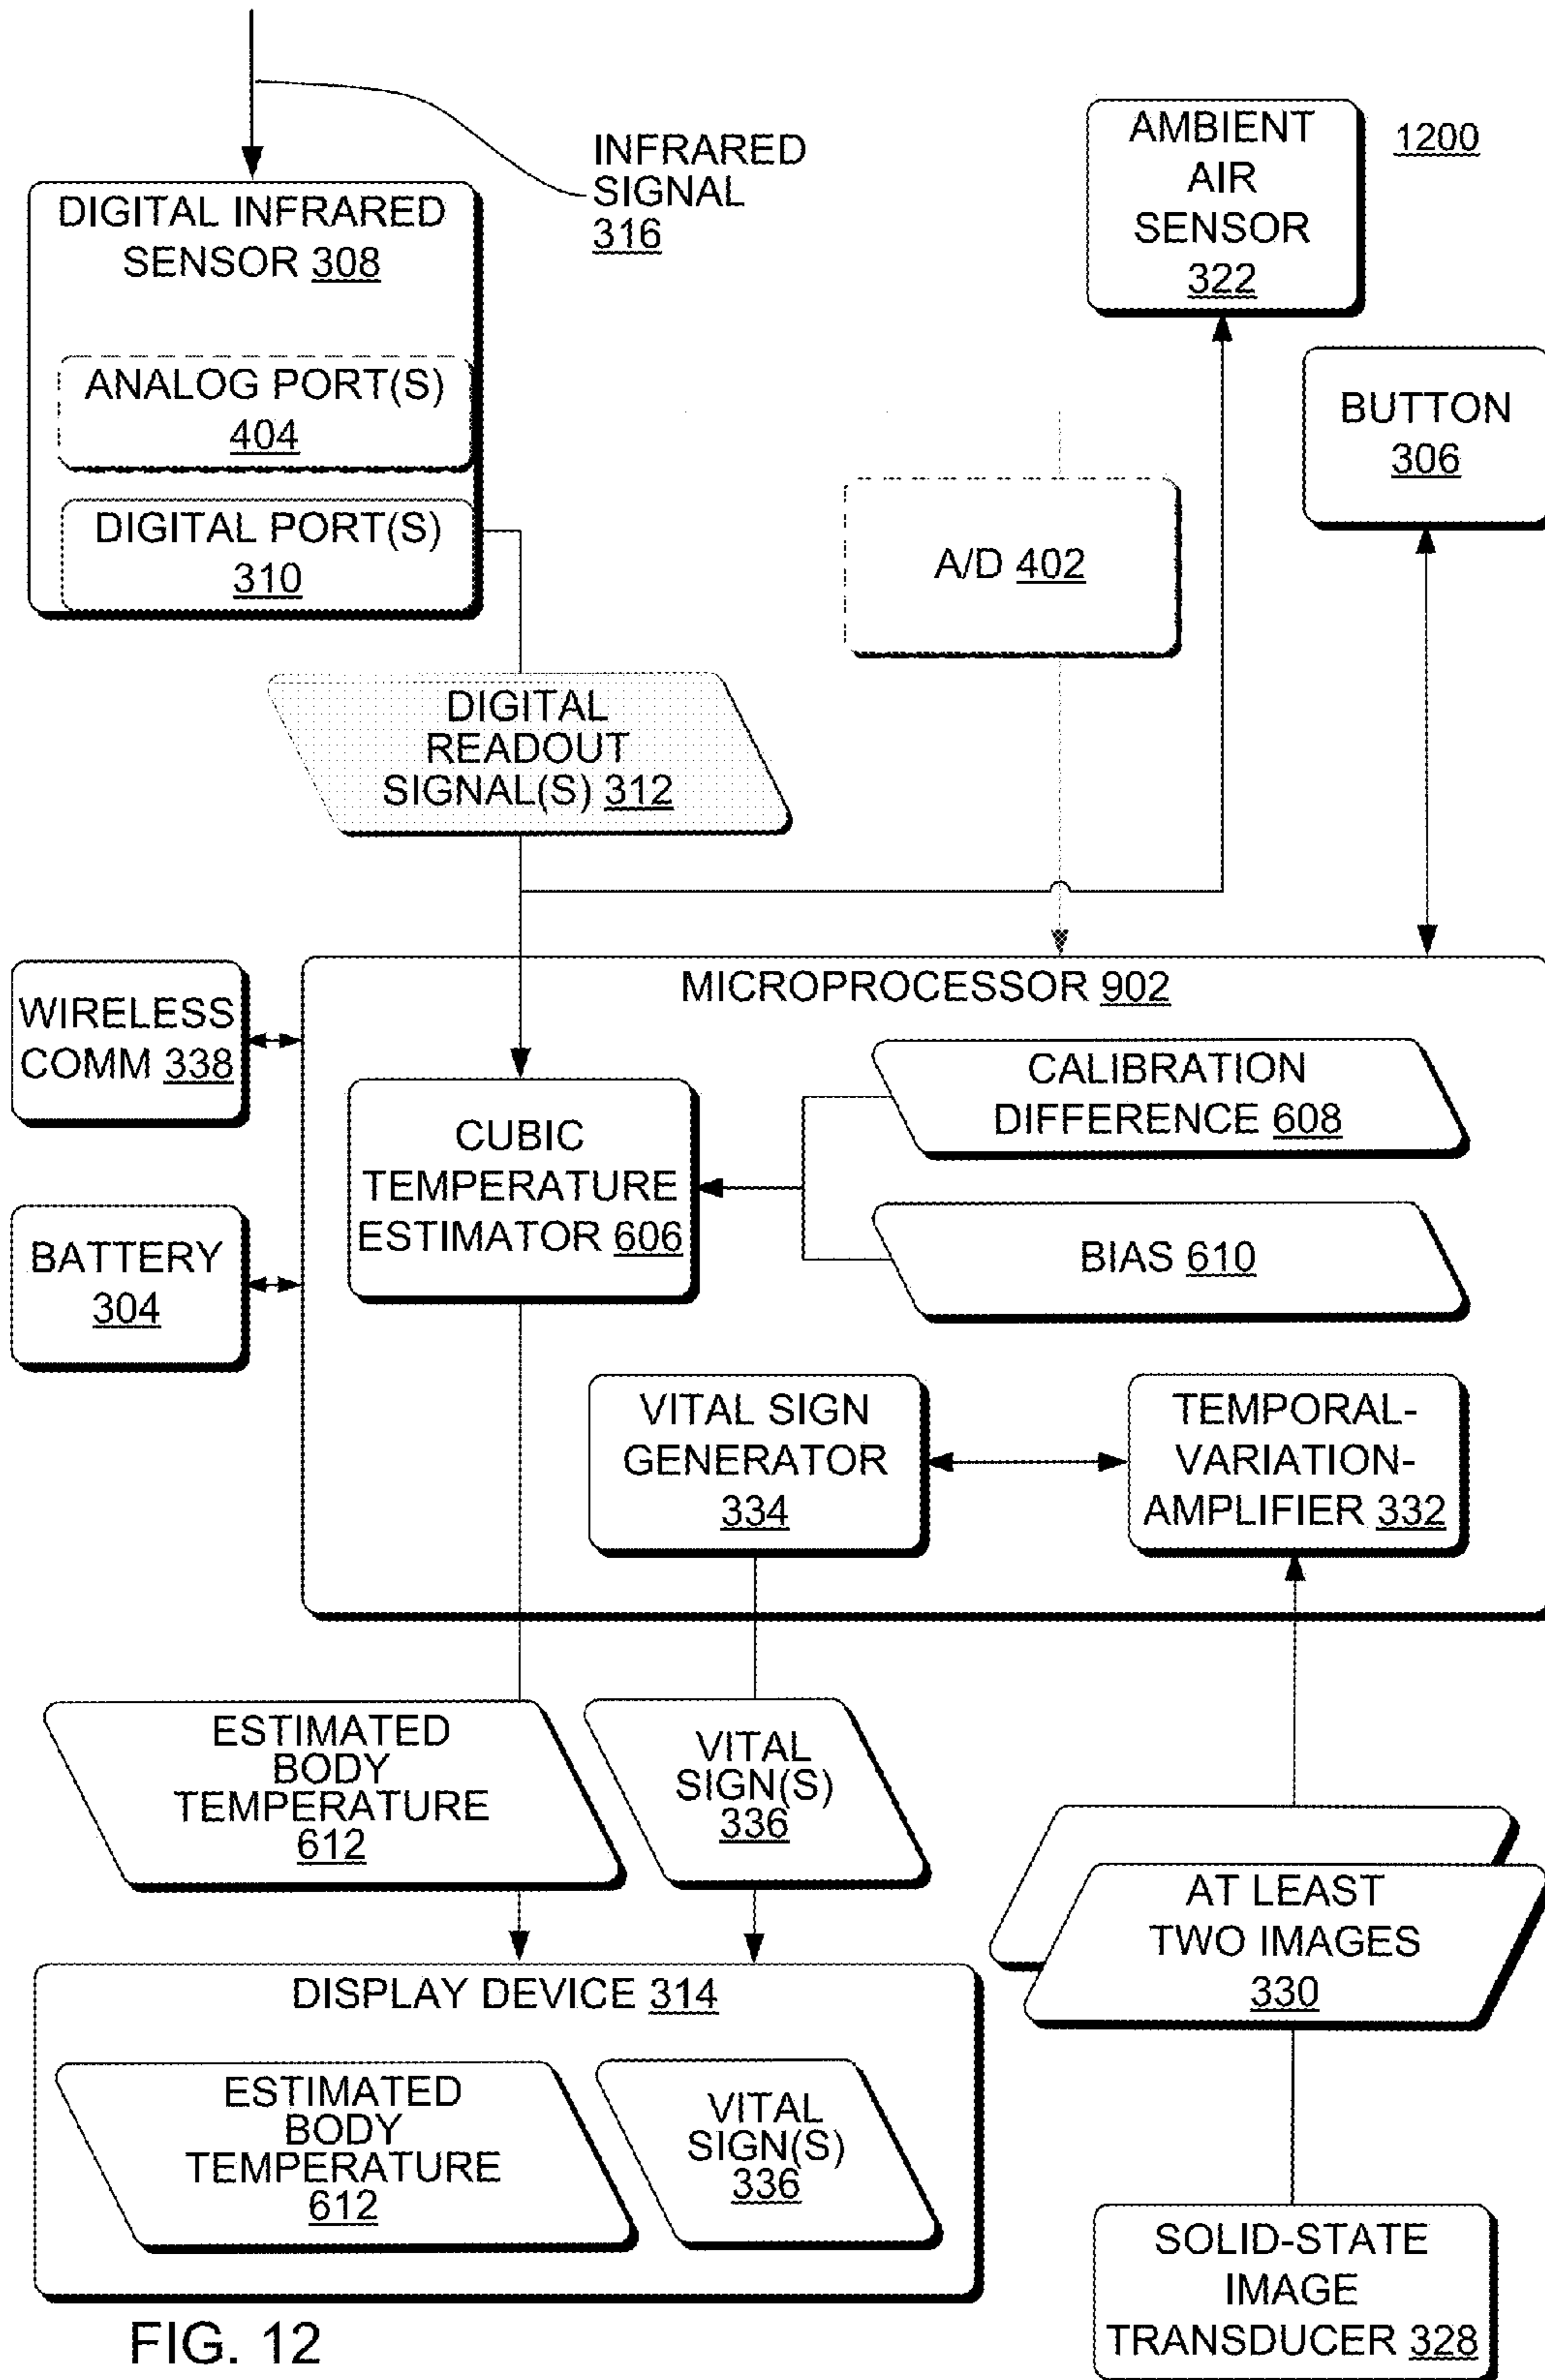 INFRARED
SIGNAL
316
AMBIENT
AIR
SENSOR
322
1200
DIGITAL INFRARED
SENSOR 308
ANALOG PORT(S)
404
DIGITAL PORT(S)
310
A/D 402
BUTTON
306
DIGITAL
READOUT
SIGNAL(S) 312
MICROPROCESSOR 902
WIRELESS
COMM 338
BATTERY
304
CUBIC
TEMPERATURE
ESTIMATOR 606
CALIBRATION
DIFFERENCE 608
BIAS 610
VITAL SIGN
GENERATOR
334
TEMPORAL-
VARIATION-
AMPLIFIER 332
ESTIMATED
BODY
TEMPERATURE
612
VITAL
SIGN(S)
336
AT LEAST
TWO IMAGES
330
DISPLAY DEVICE 314
ESTIMATED
BODY
TEMPERATURE
612
VITAL
SIGN(S)
336
SOLID-STATE
IMAGE
TRANSDUCER 328
FIG. 12